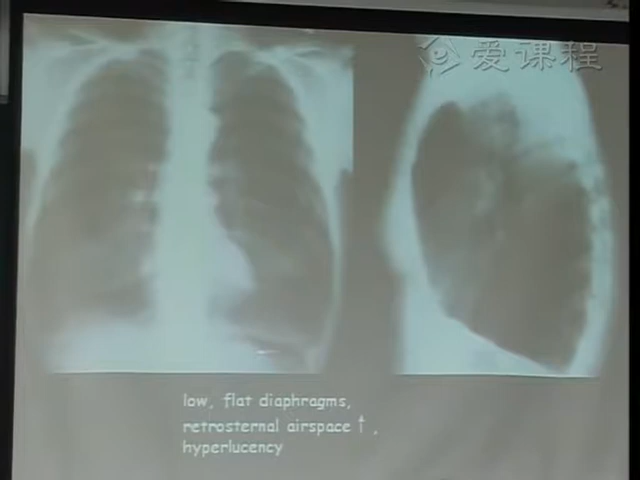 爱课程
low, flat diaphragms,
retrosternal airspace ↑ ,
hyperlucency